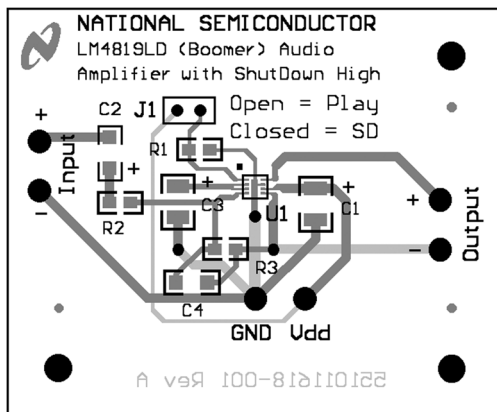 NATIONAL SEMICONDUCTOR
LM4819LD (Boomer) Audio
Amplifier with ShutDown High
J1
Open = Play
Closed = SD
C2
+
R1
Input
+
+
+
-
R2
C3
U1
C1
+
Output
-
R3
C4
GND Vdd
551011618-001 Rev A